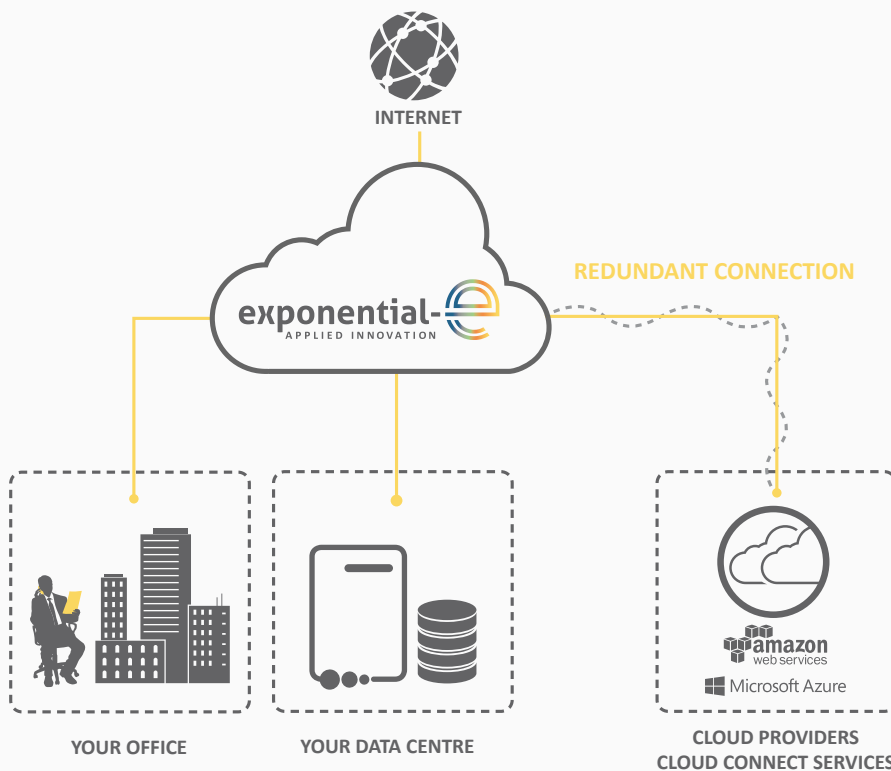 INTERNET
REDUNDANT CONNECTION
exponential-e
APPLIED INNOVATION
amazon
web services
Microsoft Azure
YOUR OFFICE
YOUR DATA CENTRE
CLOUD PROVIDERS
CLOUD CONNECT SERVICES